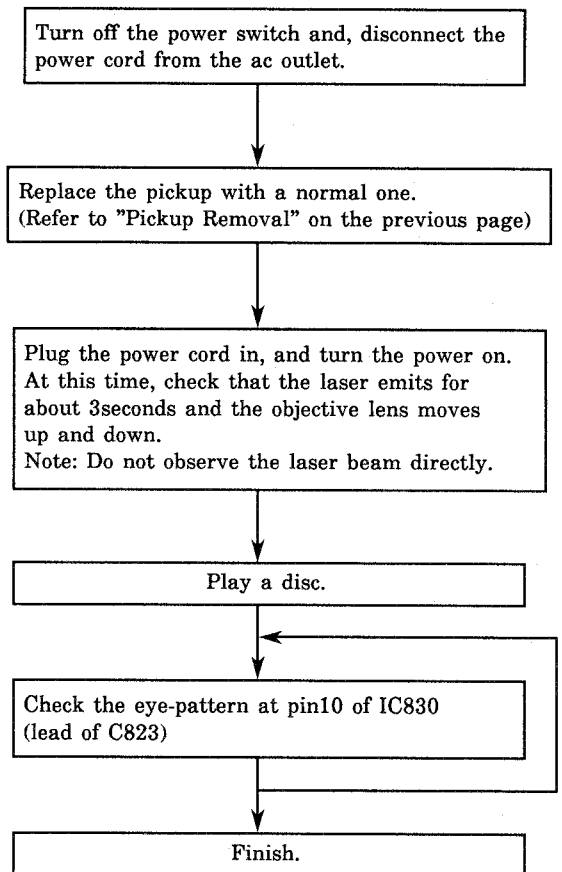 Turn off the power switch and, disconnect the
power cord from the ac outlet.
Replace the pickup with a normal one.
(Refer to ”Pickup Removal” on the previous page)
Plug the power cord in, and turn the power on.
At this time, check that the laser emits for
about 3seconds and the objective lens moves
up and down.
Note: Do not observe the laser beam directly.
Play a disc.
Check the eye-pattern at pin10 of IC830
(lead of C823)
Finish.